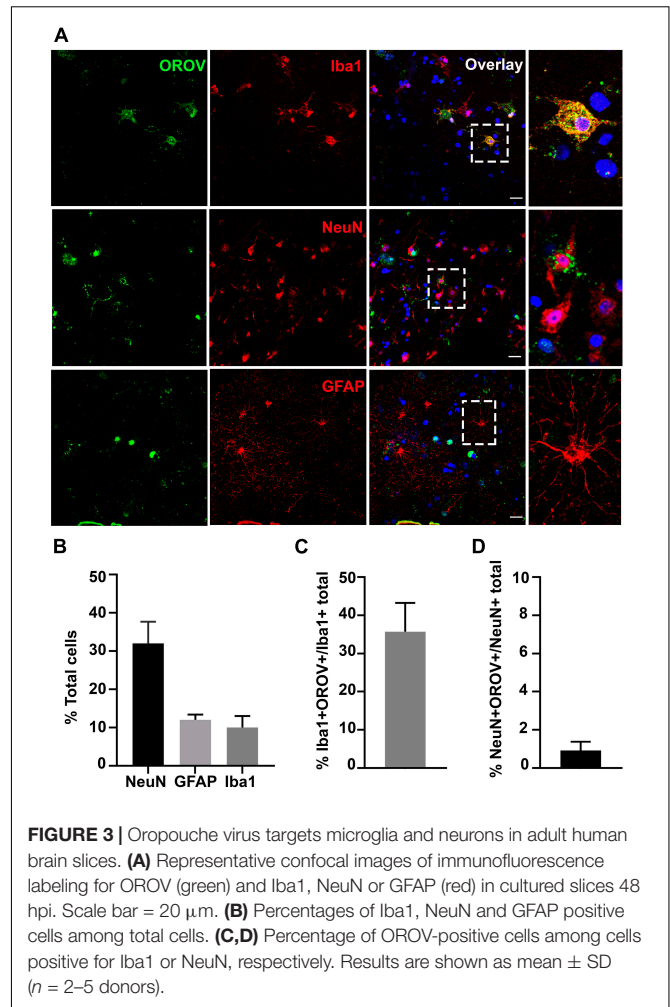 A
OROV
Iba1
Overlay
NeuN
GFAP
B
50
40
30
20
10
0
% Total cells
NeuN GFAP Iba1
C
50
40
30
20
10
0
% Iba1+OROV+/Iba1+ total
D
10
8
6
4
2
0
% NeuN+OROV+/NeuN+ total
FIGURE 3 | Oropouche virus targets microglia and neurons in adult human
brain slices. (A) Representative confocal images of immunofluorescence
labeling for OROV (green) and Iba1, NeuN or GFAP (red) in cultured slices 48
hpi. Scale bar = 20 μm. (B) Percentages of Iba1, NeuN and GFAP positive
cells among total cells. (C,D) Percentage of OROV-positive cells among cells
positive for Iba1 or NeuN, respectively. Results are shown as mean ± SD
(n = 2–5 donors).